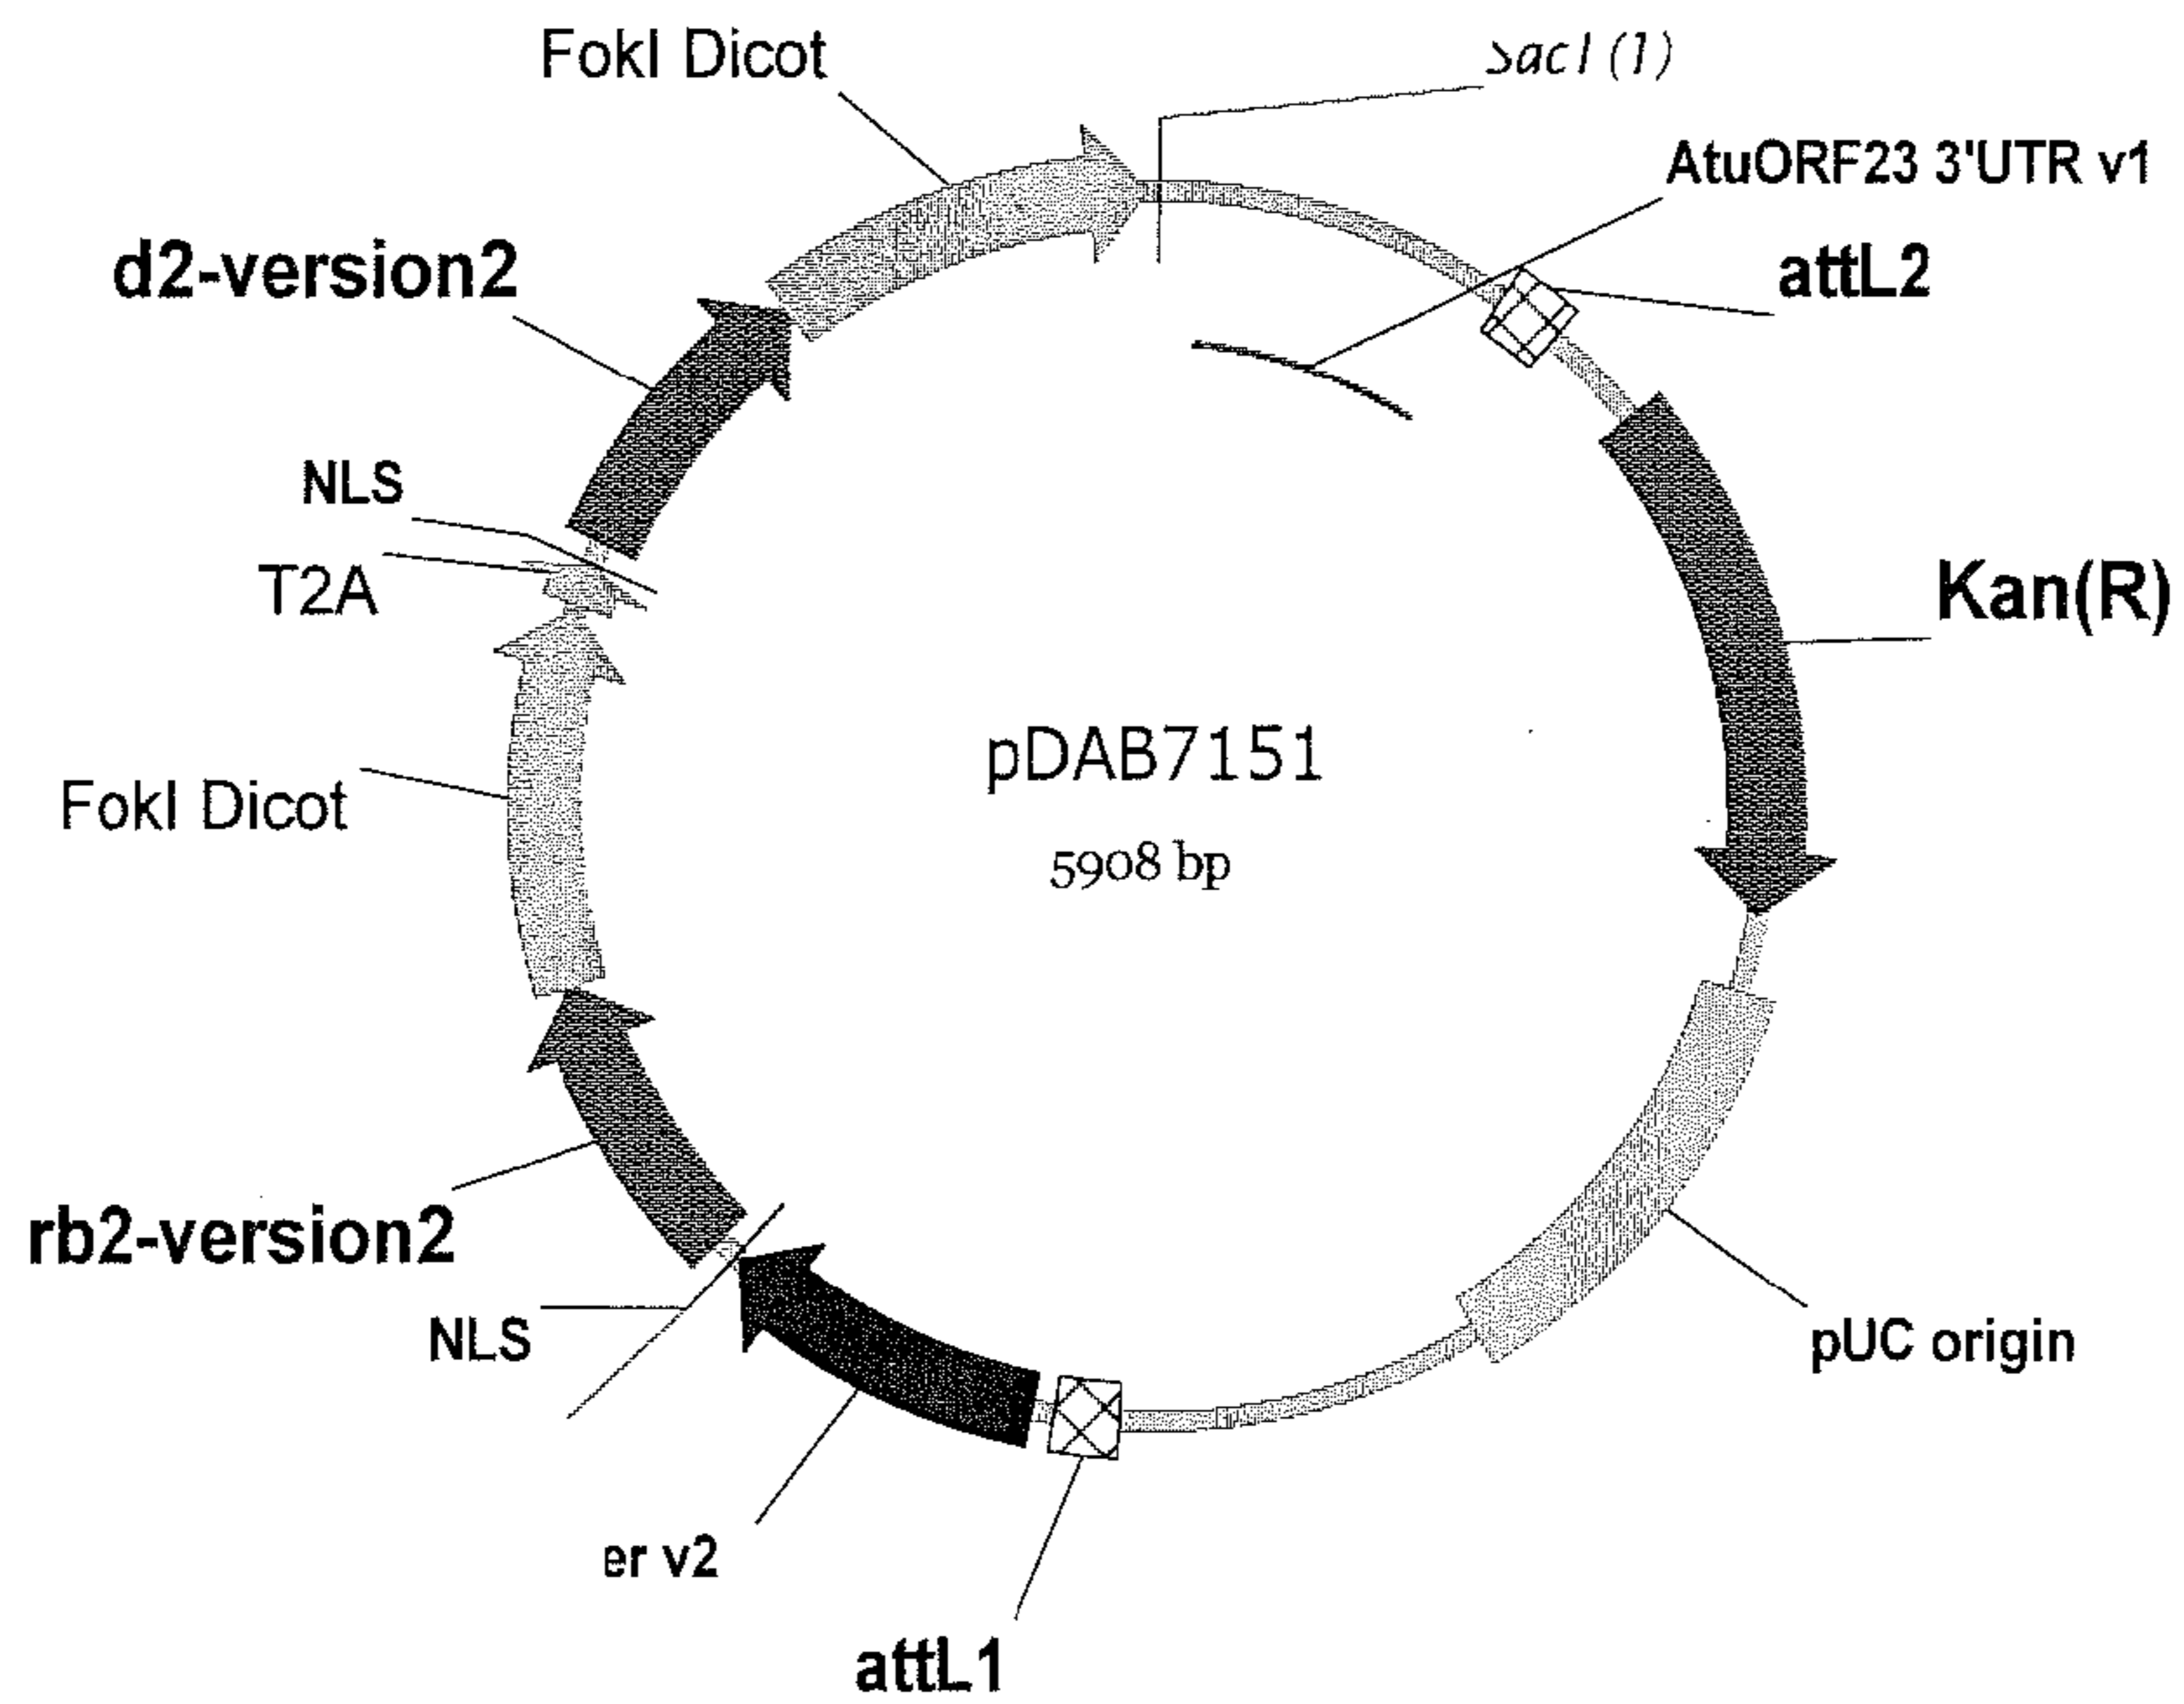 FokI Dicot
SacI (1)
AtuORF23 3'UTR v1
d2-version2
attL2
NLS
T2A
Kan(R)
FokI Dicot
pDAB7151
5908 bp
rb2-version2
NLS
pUC origin
er v2
attL1